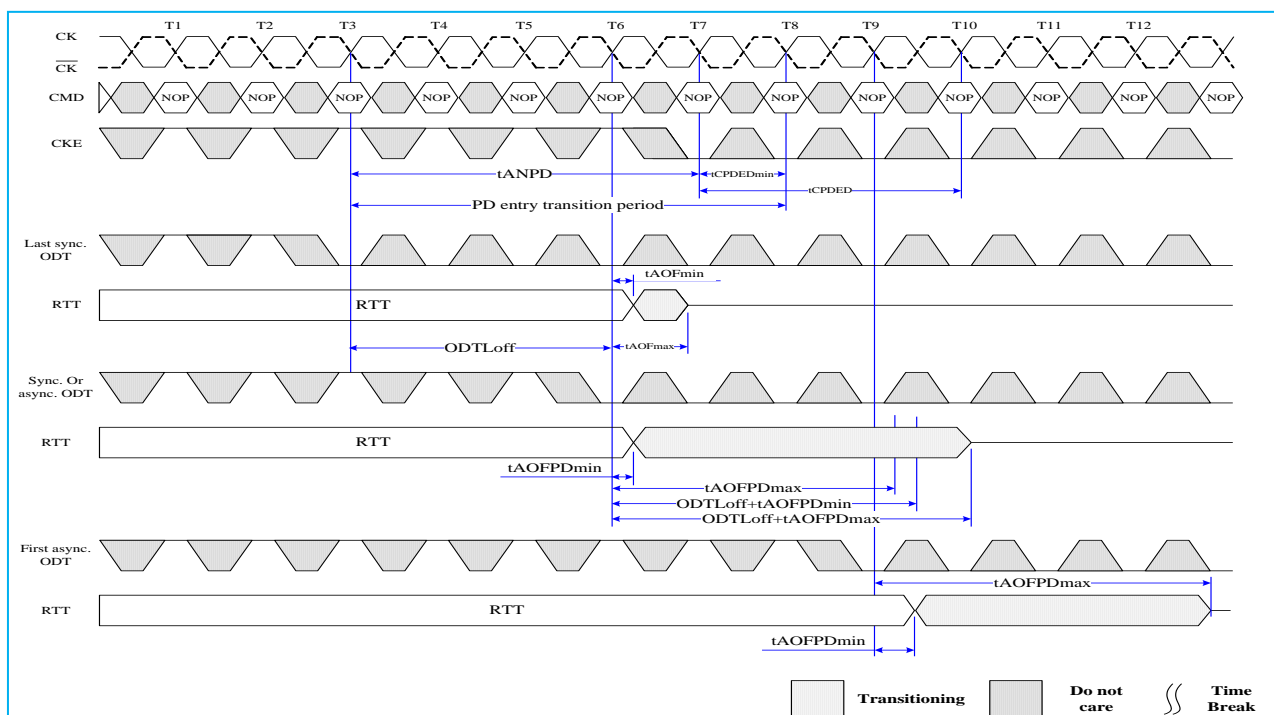 T1 T2 T3 T4 T5 T6 T7 T8 T9 T10 T11 T12
CK
CK
CMD NOP NOP NOP NOP NOP NOP NOP NOP NOP NOP NOP NOP NOP
CKE
tANPD tCPDEDmin
tCPDED
PD entry transition period
Last sync.
ODT
tAOFmin
RTT RTT
ODTLoff tAOFmax
Sync. Or
async. ODT
RTT RTT
tAOFPDmin
tAOFPDmax
ODTLoff+tAOFPDmin
ODTLoff+tAOFPDmax
First async.
ODT
tAOFPDmax
RTT RTT
tAOFPDmin
Transitioning
Do not
care
Time
Break